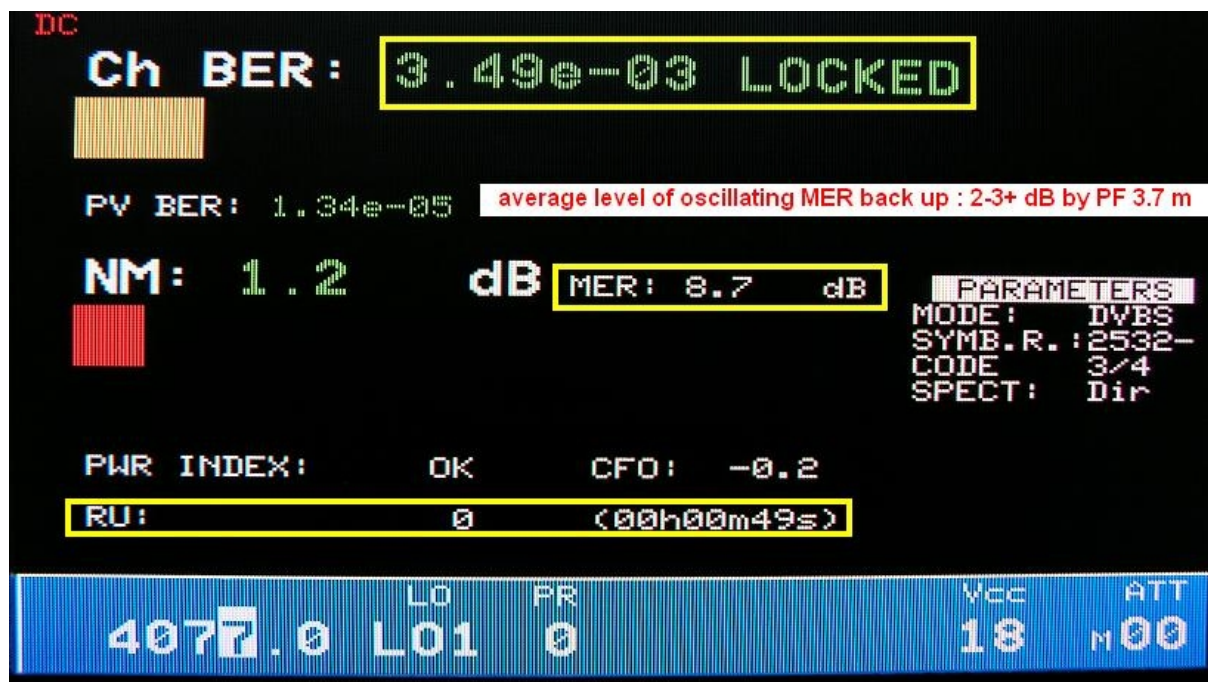 DC
Ch BER: 3.49e-03 LOCKED
PV BER: 1.34e-05
average level of oscillating MER back up : 2-3+ dB by PF 3.7 m
NM: 1.2 dB MER: 8.7 dB
PARAMETERS
MODE: DVBS
SYMB.R.:2532-
CODE 3/4
SPECT: Dir
PWR INDEX: OK CFO: -0.2
RU: 0 (00h00m49s)
LO PR Vcc ATT
4077.0 LO1 0 18 M00